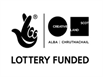 CREATIVE SCOT
LAND
ALBA | CHRUTHACHAIL
LOTTERY FUNDED